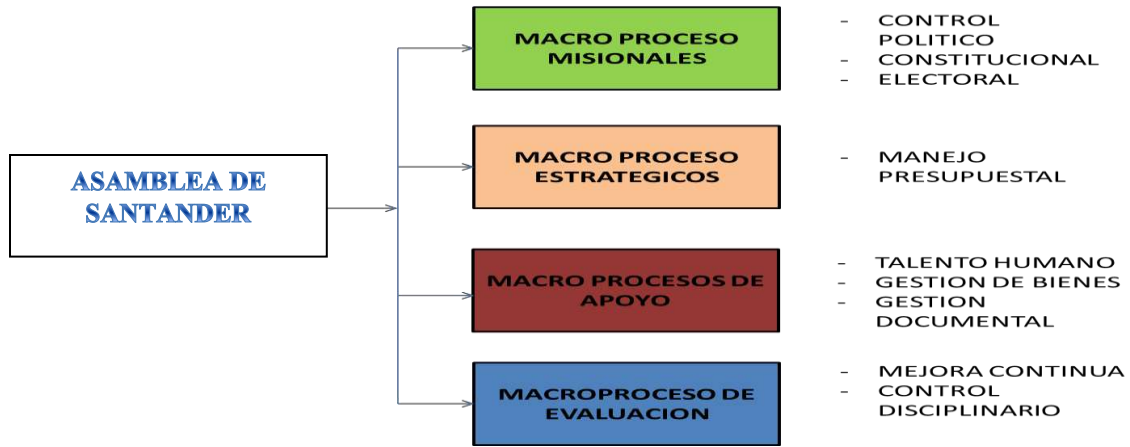 ASAMBLEA DE
SANTANDER
MACRO PROCESO
MISIONALES
- CONTROL
POLITICO
- CONSTITUCIONAL
- ELECTORAL
MACRO PROCESO
ESTRATEGICOS
- MANEJO
PRESUPUESTAL
MACRO PROCESOS DE
APOYO
- TALENTO HUMANO
- GESTION DE BIENES
- GESTION
DOCUMENTAL
MACROPROCESO DE
EVALUACION
- MEJORA CONTINUA
- CONTROL
DISCIPLINARIO